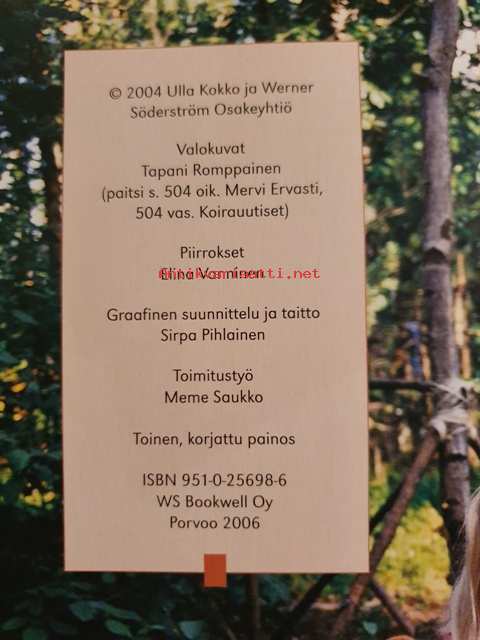 © 2004 Ulla Kokko ja Werner
Söderström Osakeyhtiö
Valokuvat
Tapani Romppainen
(paitsi s. 504 oik. Mervi Ervasti,
504 vas. Koirauutiset)
Piirrokset
Elina Vanninen
Graafinen suunnittelu ja taitto
Sirpa Pihlainen
Toimitustyö
Meme Saukko
Toinen, korjattu painos
ISBN 951-0-25698-6
WS Bookwell Oy
Porvoo 2006